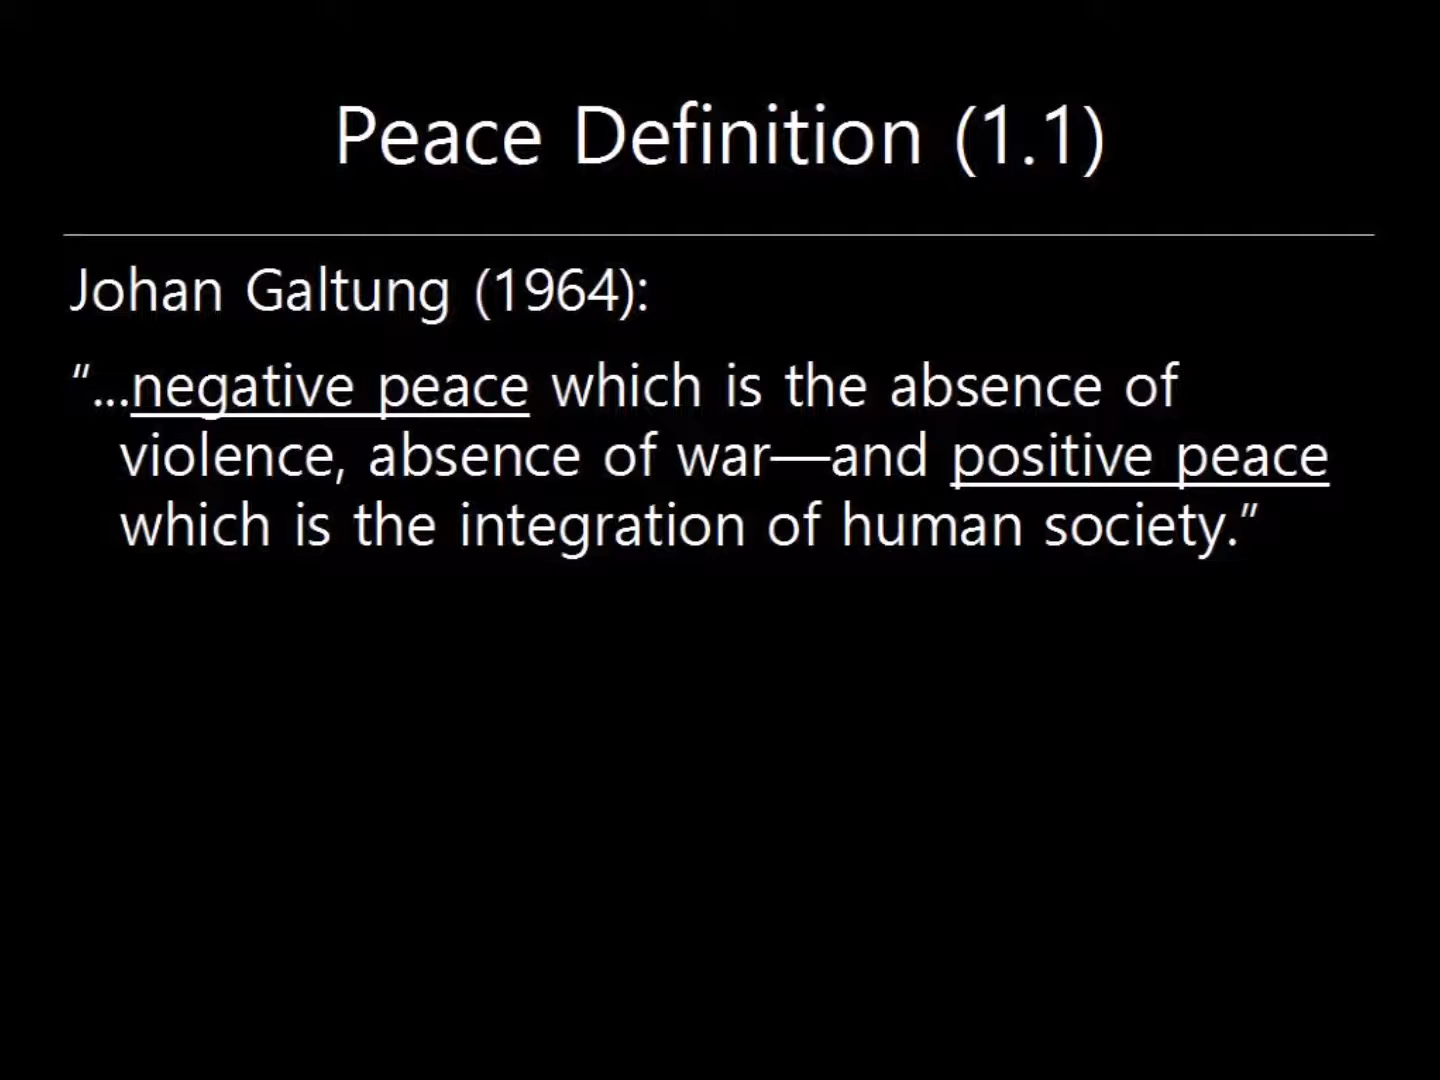 Peace Definition (1.1)
Johan Galtung (1964):
“...negative peace which is the absence of
violence, absence of war—and positive peace
which is the integration of human society.”